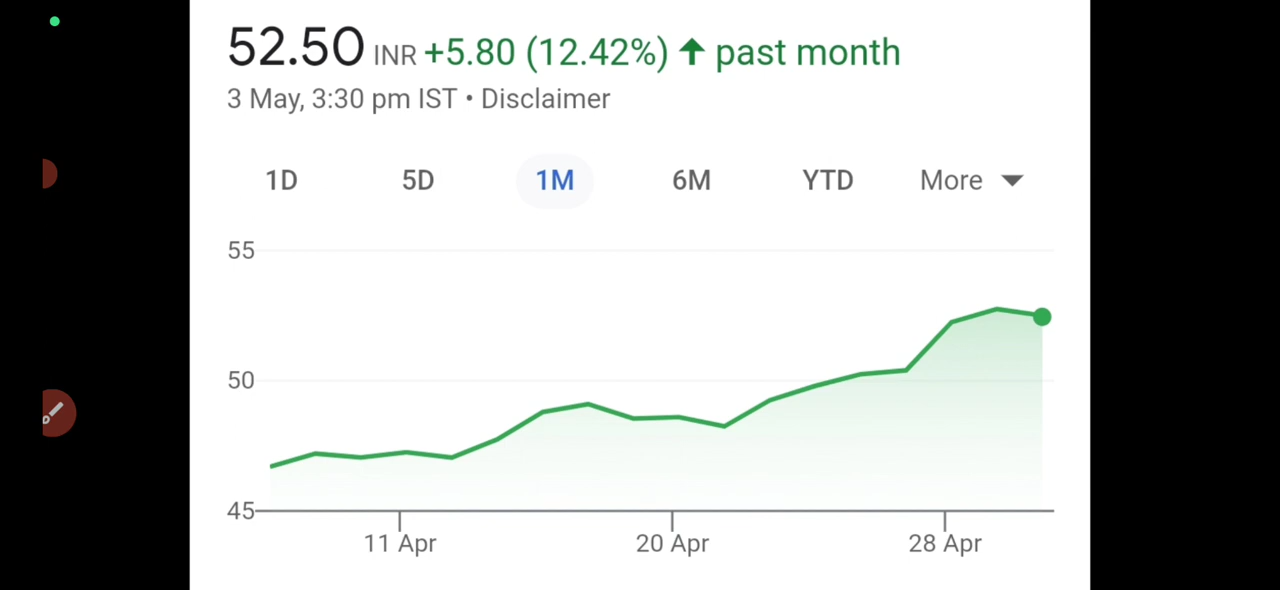 52.50 INR +5.80 (12.42%) ↑ past month
3 May, 3:30 pm IST • Disclaimer
1D 5D 1M 6M YTD More
55
50
45
11 Apr 20 Apr 28 Apr